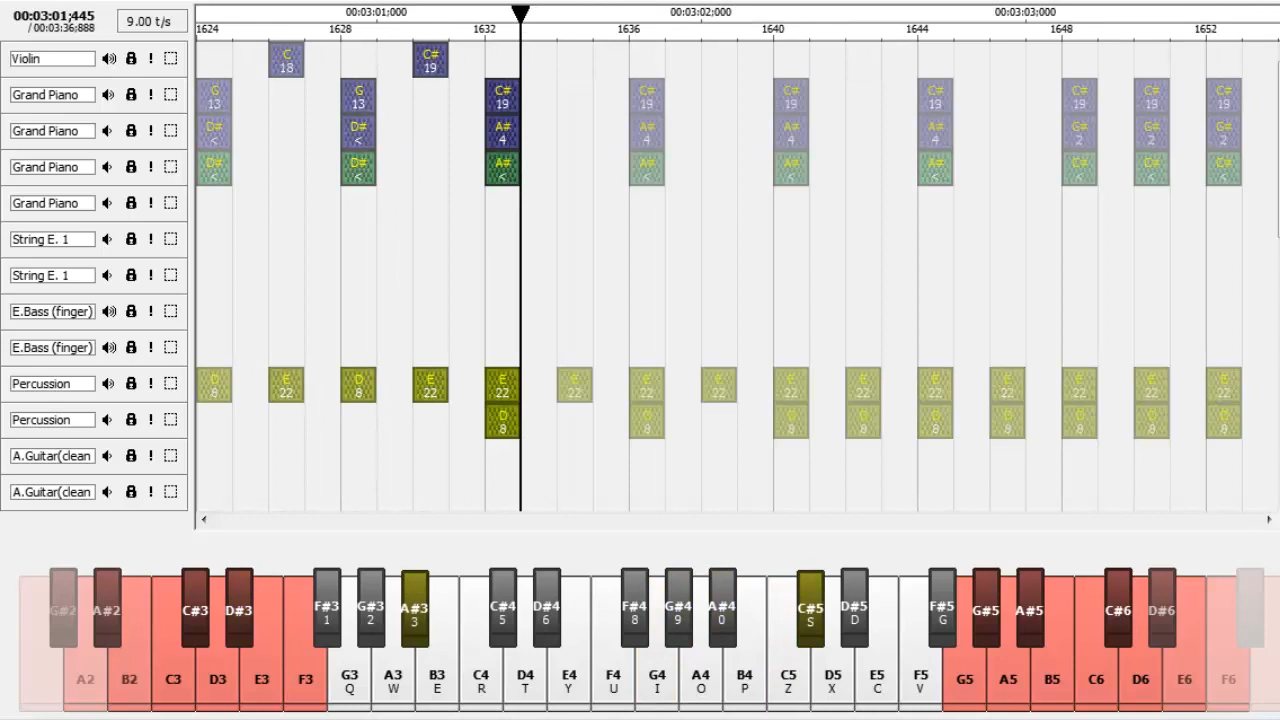 00:03:01;445
/ 00:03:36;888
9.00 t/s
00:03:01;000 00:03:02;000 00:03:03;000
1624 1628 1632 1636 1640 1644 1648 1652
Violin
C C#
18 19
Grand Piano
G G C# C# C# C# C# C# C#
13 13 19 19 19 19 19 19 19
Grand Piano
D# D# A# A# A# A# G# G# G#
< < 4 4 4 4 2 2 2
Grand Piano
D# D# A# A# A# A# G# G# G#
< < < < < < < < <
Grand Piano
String E. 1
String E. 1
E.Bass (finger)
E.Bass (finger)
Percussion
D E D E E E E E E E E E E E E
8 22 8 22 22 22 22 22 22 22 22 22 22 22 22
Percussion
D D D D D D D D D
8 8 8 8 8 8 8 8 8
A.Guitar(clean
A.Guitar(clean
G#2 A#2 C#3 D#3 F#3 G#3 A#3 C#4 D#4 F#4 G#4 A#4 C#5 D#5 F#5 G#5 A#5 C#6 D#6
1 2 3 5 6 8 9 0 S D G
A2 B2 C3 D3 E3 F3 G3 A3 B3 C4 D4 E4 F4 G4 A4 B4 C5 D5 E5 F5 G5 A5 B5 C6 D6 E6 F6
Q W E R T Y U I O P Z X C V